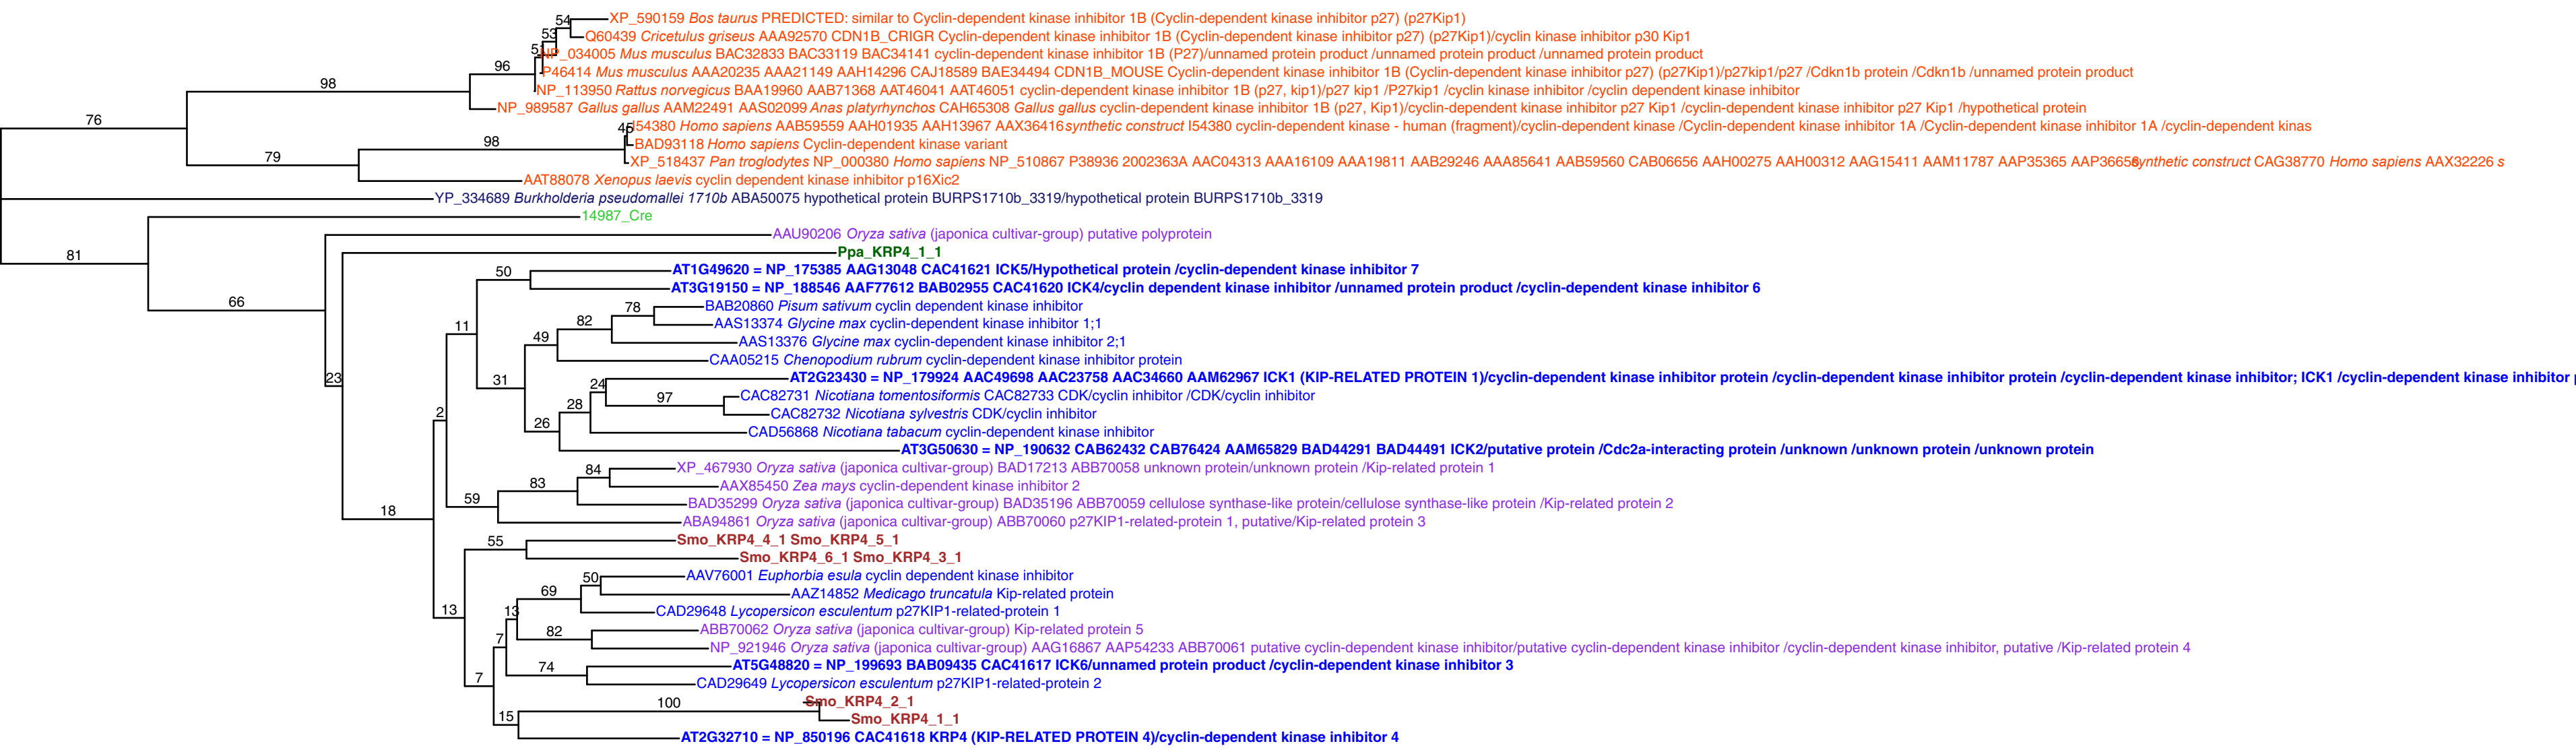 54
XP_590159 Bos taurus PREDICTED: similar to Cyclin-dependent kinase inhibitor 1B (Cyclin-dependent kinase inhibitor p27) (p27Kip1)
53
Q60439 Cricetulus griseus AAA92570 CDN1B_CRIGR Cyclin-dependent kinase inhibitor 1B (Cyclin-dependent kinase inhibitor p27) (p27Kip1)/cyclin kinase inhibitor p30 Kip1
NP_034005 Mus musculus BAC32833 BAC33119 BAC34141 cyclin-dependent kinase inhibitor 1B (P27)/unnamed protein product /unnamed protein product /unnamed protein product
96
P46414 Mus musculus AAA20235 AAA21149 AAH14296 CAJ18589 BAE34494 CDN1B_MOUSE Cyclin-dependent kinase inhibitor 1B (Cyclin-dependent kinase inhibitor p27) (p27Kip1)/p27kip1/p27 /Cdkn1b protein /Cdkn1b /unnamed protein product
98
NP_113950 Rattus norvegicus BAA19960 AAB71368 AAT46041 AAT46051 cyclin-dependent kinase inhibitor 1B (p27, kip1)/p27 kip1 /P27kip1 /cyclin kinase inhibitor /cyclin dependent kinase inhibitor
NP_989587 Gallus gallus AAM22491 AAS02099 Anas platyrhynchos CAH65308 Gallus gallus cyclin-dependent kinase inhibitor 1B (p27, Kip1)/cyclin-dependent kinase inhibitor p27 Kip1 /cyclin-dependent kinase inhibitor p27 Kip1 /hypothetical protein
76
I54380 Homo sapiens AAB59559 AAH01935 AAH13967 AAX36416 synthetic construct I54380 cyclin-dependent kinase - human (fragment)/cyclin-dependent kinase /Cyclin-dependent kinase inhibitor 1A /Cyclin-dependent kinase inhibitor 1A /cyclin-dependent kinas
98
BAD93118 Homo sapiens Cyclin-dependent kinase variant
79
XP_518437 Pan troglodytes NP_000380 Homo sapiens NP_510867 P38936 2002363A AAC04313 AAA16109 AAA19811 AAB29246 AAA85641 AAB59560 CAB06656 AAH00275 AAH00312 AAG15411 AAM11787 AAP35365 synthetic construct CAG38770 Homo sapiens AAX32226 s
AAT88078 Xenopus laevis cyclin dependent kinase inhibitor p16Xic2
YP_334689 Burkholderia pseudomallei 1710b ABA50075 hypothetical protein BURPS1710b_3319/hypothetical protein BURPS1710b_3319
14987_Cre
AAU90206 Oryza sativa (japonica cultivar-group) putative polyprotein
81
Ppa_KRP4_1_1
50
AT1G49620 = NP_175385 AAG13048 CAC41621 ICK5/Hypothetical protein /cyclin-dependent kinase inhibitor 7
AT3G19150 = NP_188546 AAF77612 BAB02955 CAC41620 ICK4/cyclin dependent kinase inhibitor /unnamed protein product /cyclin-dependent kinase inhibitor 6
66
78
BAB20860 Pisum sativum cyclin dependent kinase inhibitor
11
82
AAS13374 Glycine max cyclin-dependent kinase inhibitor 1;1
49
AAS13376 Glycine max cyclin-dependent kinase inhibitor 2;1
CAA05215 Chenopodium rubrum cyclin-dependent kinase inhibitor protein
23
31
AT2G23430 = NP_179924 AAC49698 AAC23758 AAC34660 AAM62967 ICK1 (KIP-RELATED PROTEIN 1)/cyclin-dependent kinase inhibitor protein /cyclin-dependent kinase inhibitor protein /cyclin-dependent kinase inhibitor; ICK1 /cyclin-dependent kinase inhibitor
24
97
CAC82731 Nicotiana tomentosiformis CAC82733 CDK/cyclin inhibitor /CDK/cyclin inhibitor
28
2
CAC82732 Nicotiana sylvestris CDK/cyclin inhibitor
26
CAD56868 Nicotiana tabacum cyclin-dependent kinase inhibitor
AT3G50630 = NP_190632 CAB62432 CAB76424 AAM65829 BAD44291 BAD44491 ICK2/putative protein /Cdc2a-interacting protein /unknown /unknown protein /unknown protein
84
XP_467930 Oryza sativa (japonica cultivar-group) BAD17213 ABB70058 unknown protein/unknown protein /Kip-related protein 1
83
AAX85450 Zea mays cyclin-dependent kinase inhibitor 2
59
BAD35299 Oryza sativa (japonica cultivar-group) BAD35196 ABB70059 cellulose synthase-like protein/cellulose synthase-like protein /Kip-related protein 2
18
ABA94861 Oryza sativa (japonica cultivar-group) ABB70060 p27KIP1-related-protein 1, putative/Kip-related protein 3
55
Smo_KRP4_4_1 Smo_KRP4_5_1
Smo_KRP4_6_1 Smo_KRP4_3_1
50
AAV76001 Euphorbia esula cyclin dependent kinase inhibitor
69
AAZ14852 Medicago truncatula Kip-related protein
13
13
CAD29648 Lycopersicon esculentum p27KIP1-related-protein 1
82
ABB70062 Oryza sativa (japonica cultivar-group) Kip-related protein 5
7
NP_921946 Oryza sativa (japonica cultivar-group) AAG16867 AAP54233 ABB70061 putative cyclin-dependent kinase inhibitor/putative cyclin-dependent kinase inhibitor /cyclin-dependent kinase inhibitor, putative /Kip-related protein 4
74
AT5G48820 = NP_199693 BAB09435 CAC41617 ICK6/unnamed protein product /cyclin-dependent kinase inhibitor 3
7
CAD29649 Lycopersicon esculentum p27KIP1-related-protein 2
100
Smo_KRP4_2_1
15
Smo_KRP4_1_1
AT2G32710 = NP_850196 CAC41618 KRP4 (KIP-RELATED PROTEIN 4)/cyclin-dependent kinase inhibitor 4